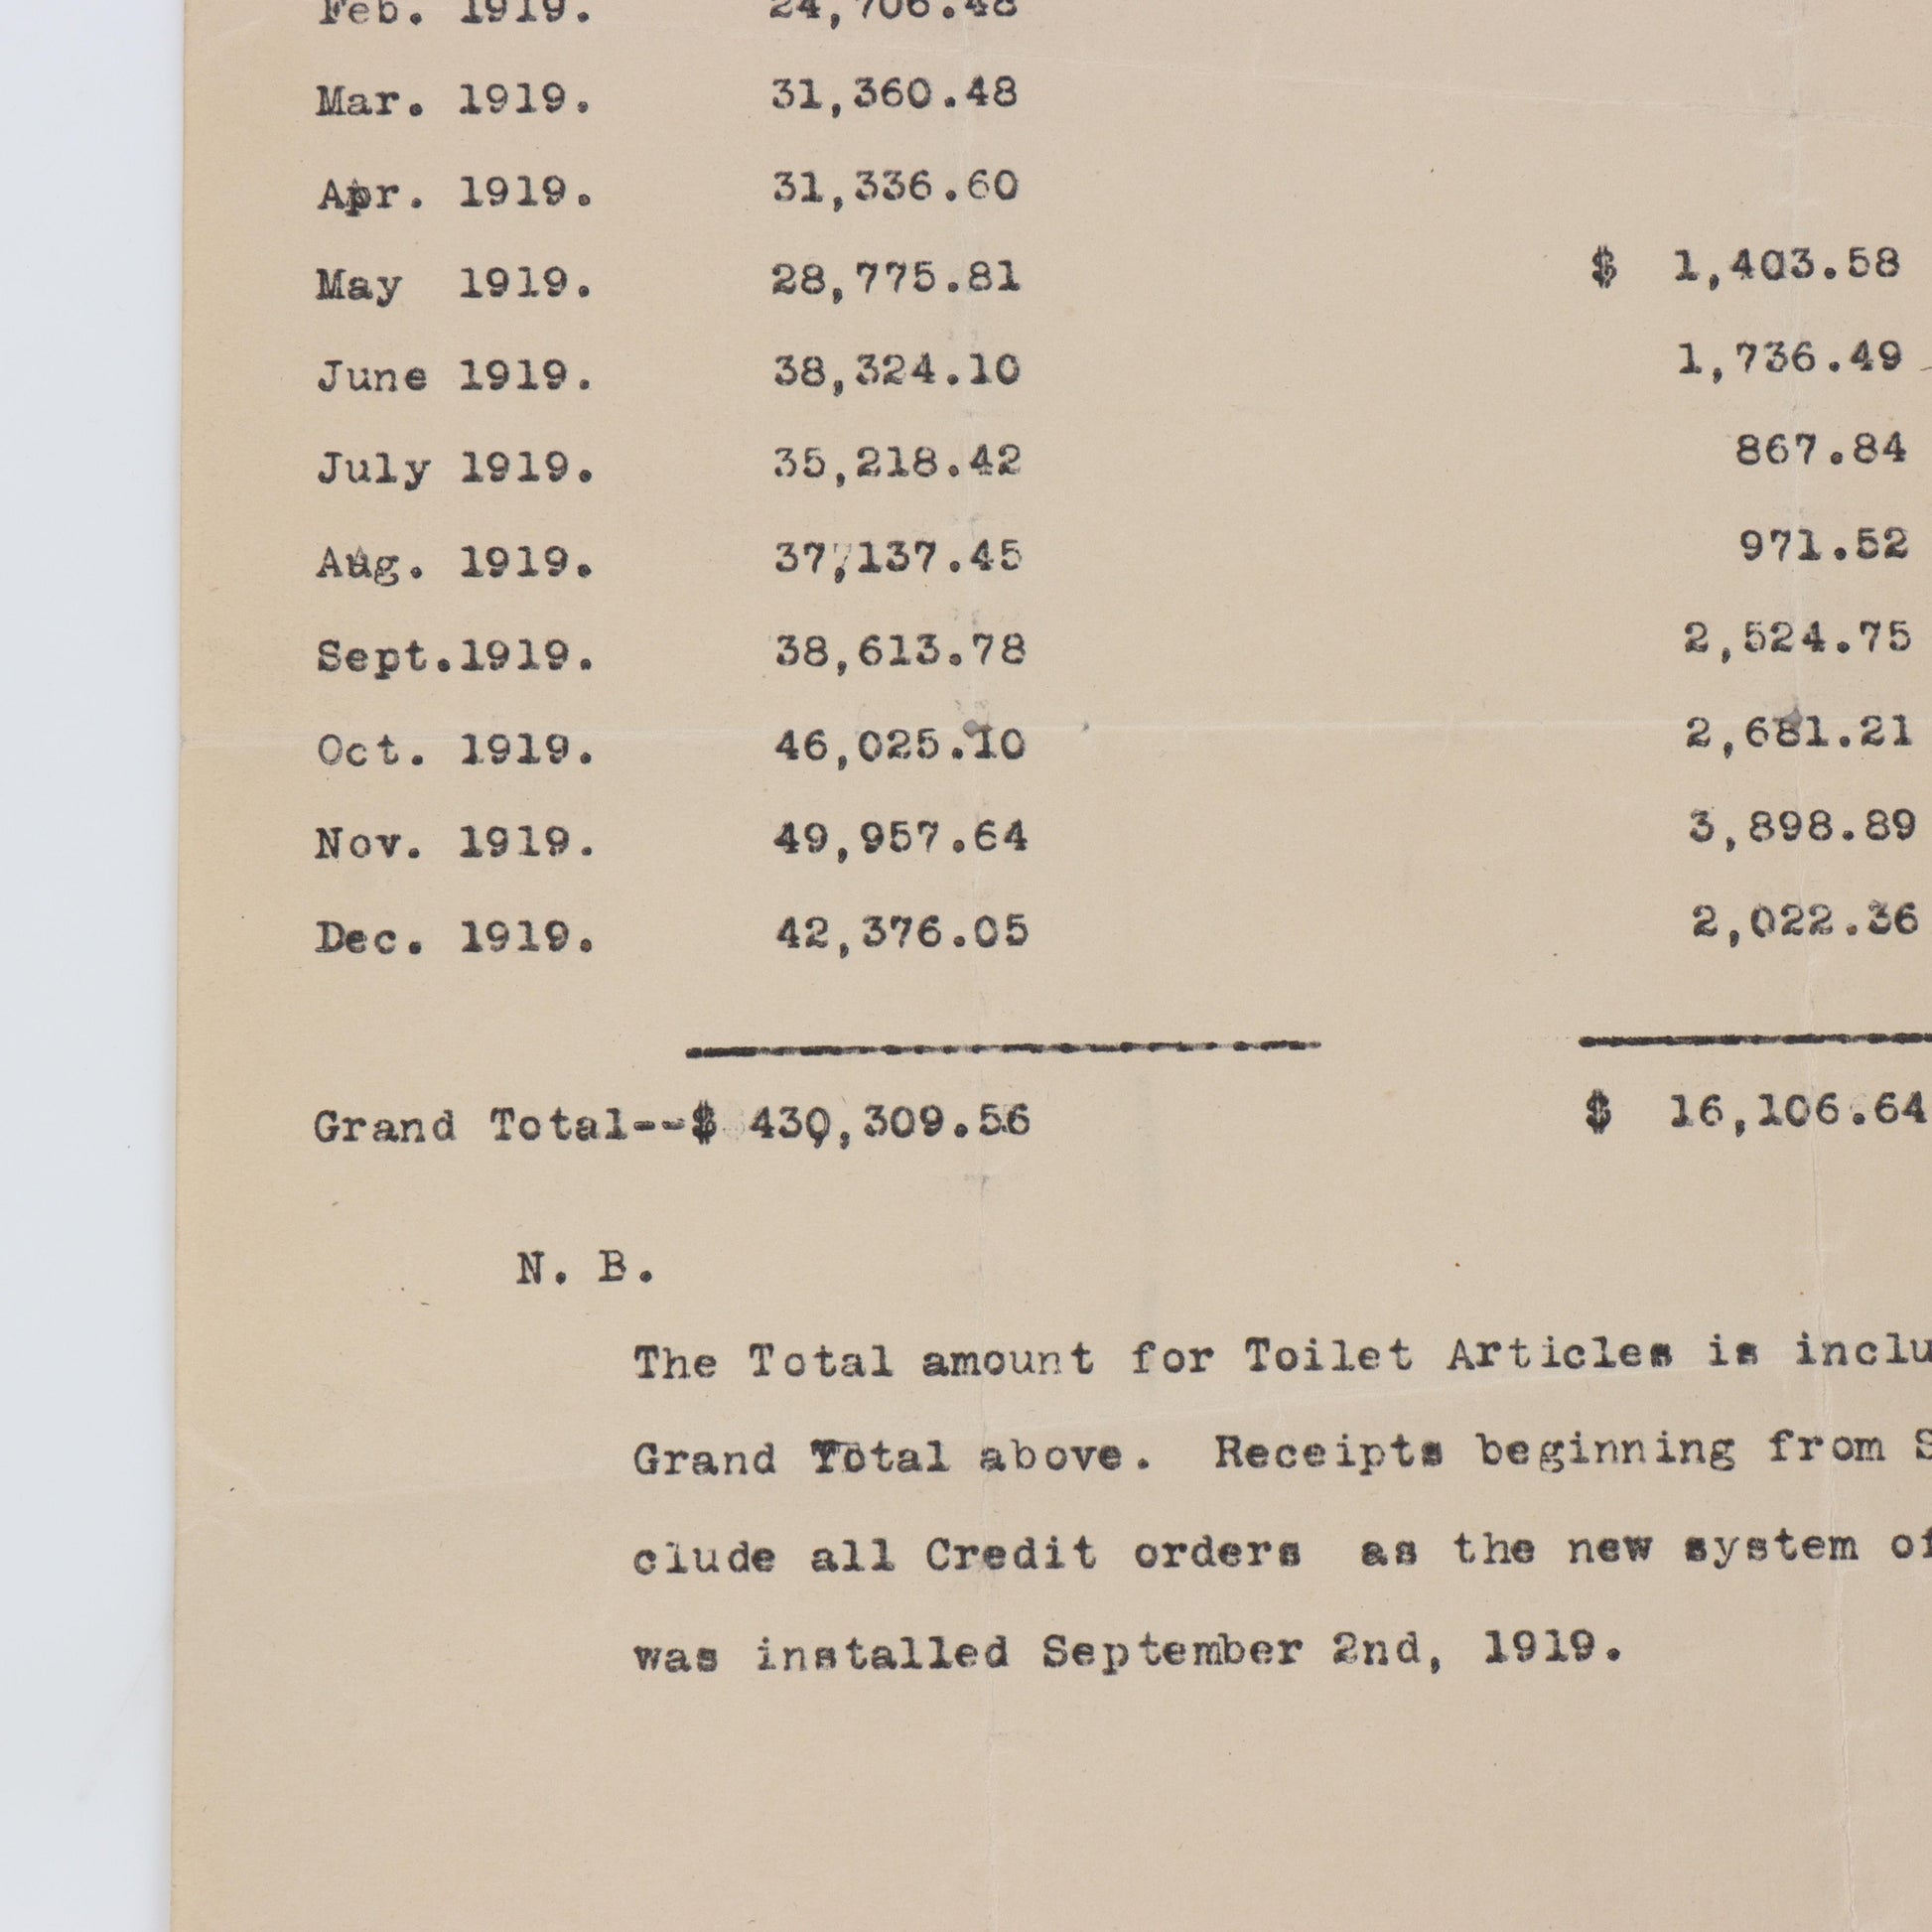 Feb. 1919. 24,706.48
Mar. 1919. 31,360.48
Apr. 1919. 31,336.60
May 1919. 28,775.81 $ 1,403.58
June 1919. 38,324.10 1,736.49
July 1919. 35,218.42 867.84
Aug. 1919. 37,137.45 971.52
Sept.1919. 38,613.78 2,524.75
Oct. 1919. 46,025.10 2,681.21
Nov. 1919. 49,957.64 3,898.89
Dec. 1919. 42,376.05 2,022.36
Grand Total--$ 430,309.56 $ 16,106.64
N. B.
The Total amount for Toilet Articles is inclu
Grand Total above. Receipts beginning from S
clude all Credit orders as the new system of
was installed September 2nd, 1919.